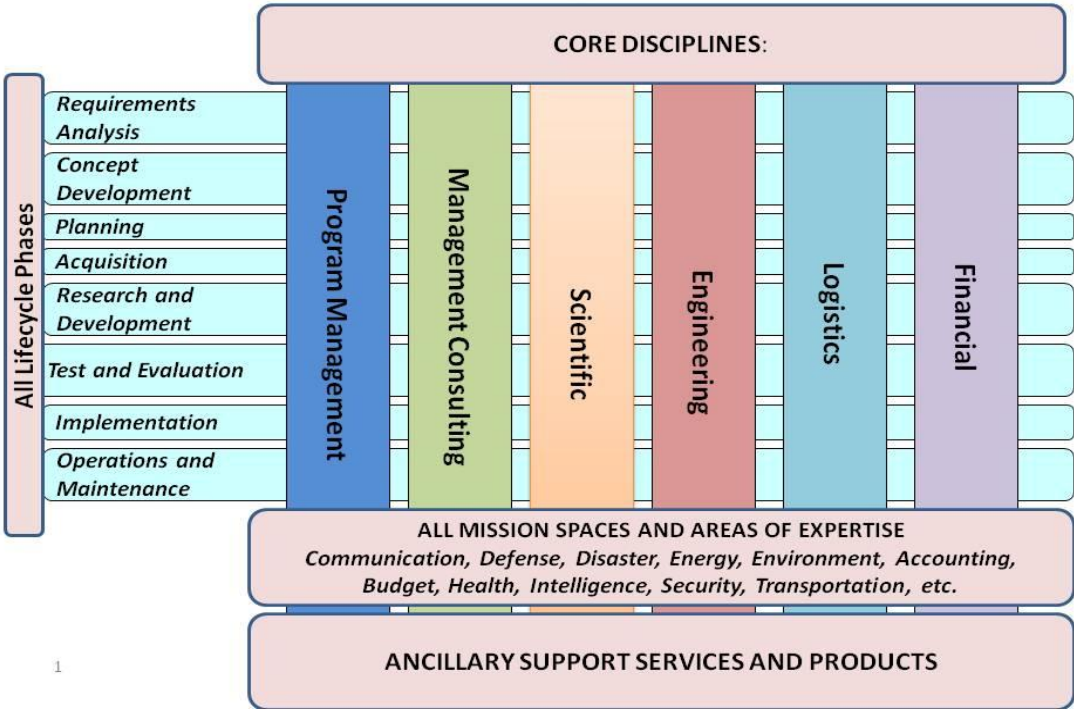 CORE DISCIPLINES:
All Lifecycle Phases
Requirements
Analysis
Concept
Development
Planning
Acquisition
Research and
Development
Test and Evaluation
Implementation
Operations and
Maintenance
Program Management
Management Consulting
Scientific
Engineering
Logistics
Financial
ALL MISSION SPACES AND AREAS OF EXPERTISE
Communication, Defense, Disaster, Energy, Environment, Accounting,
Budget, Health, Intelligence, Security, Transportation, etc.
ANCILLARY SUPPORT SERVICES AND PRODUCTS
1